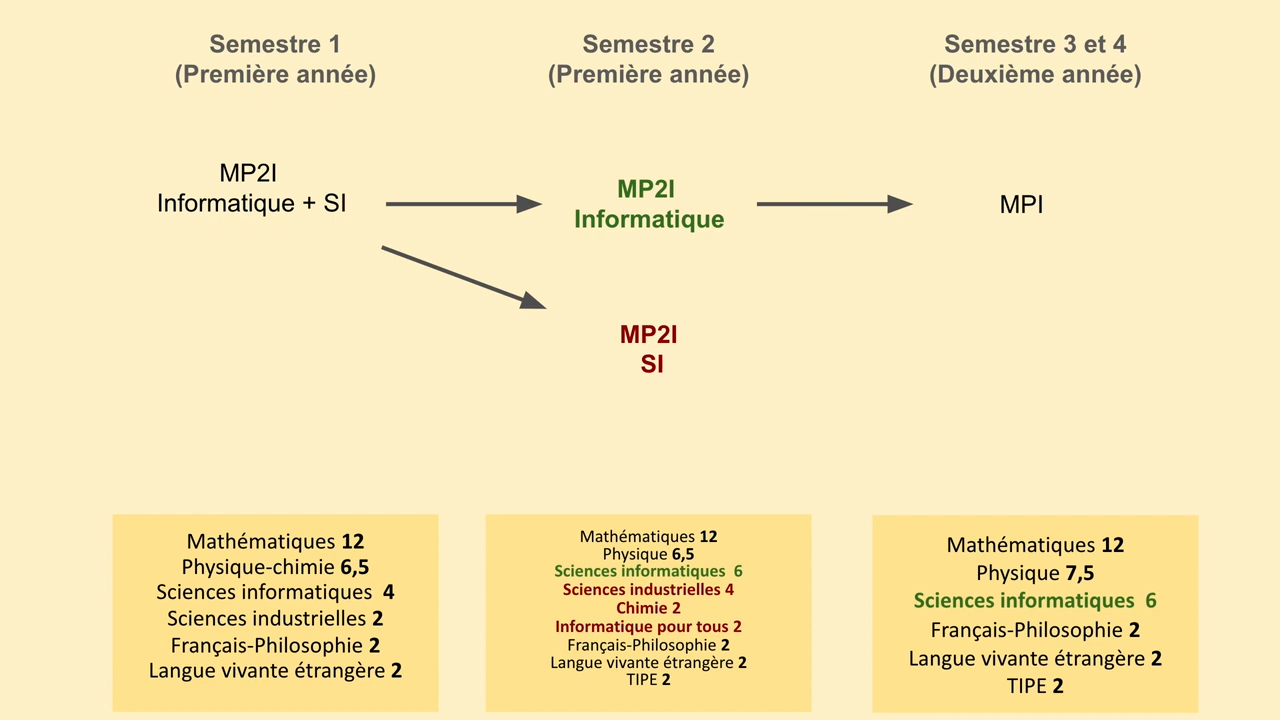 Semestre 1
(Première année)
Semestre 2
(Première année)
Semestre 3 et 4
(Deuxième année)
MP2I
Informatique + SI
MP2I
Informatique
MPI
MP2I
SI
Mathématiques 12
Physique-chimie 6,5
Sciences informatiques 4
Sciences industrielles 2
Français-Philosophie 2
Langue vivante étrangère 2
Mathématiques 12
Physique 6,5
Sciences informatiques 6
Sciences industrielles 4
Chimie 2
Informatique pour tous 2
Français-Philosophie 2
Langue vivante étrangère 2
TIPE 2
Mathématiques 12
Physique 7,5
Sciences informatiques 6
Français-Philosophie 2
Langue vivante étrangère 2
TIPE 2